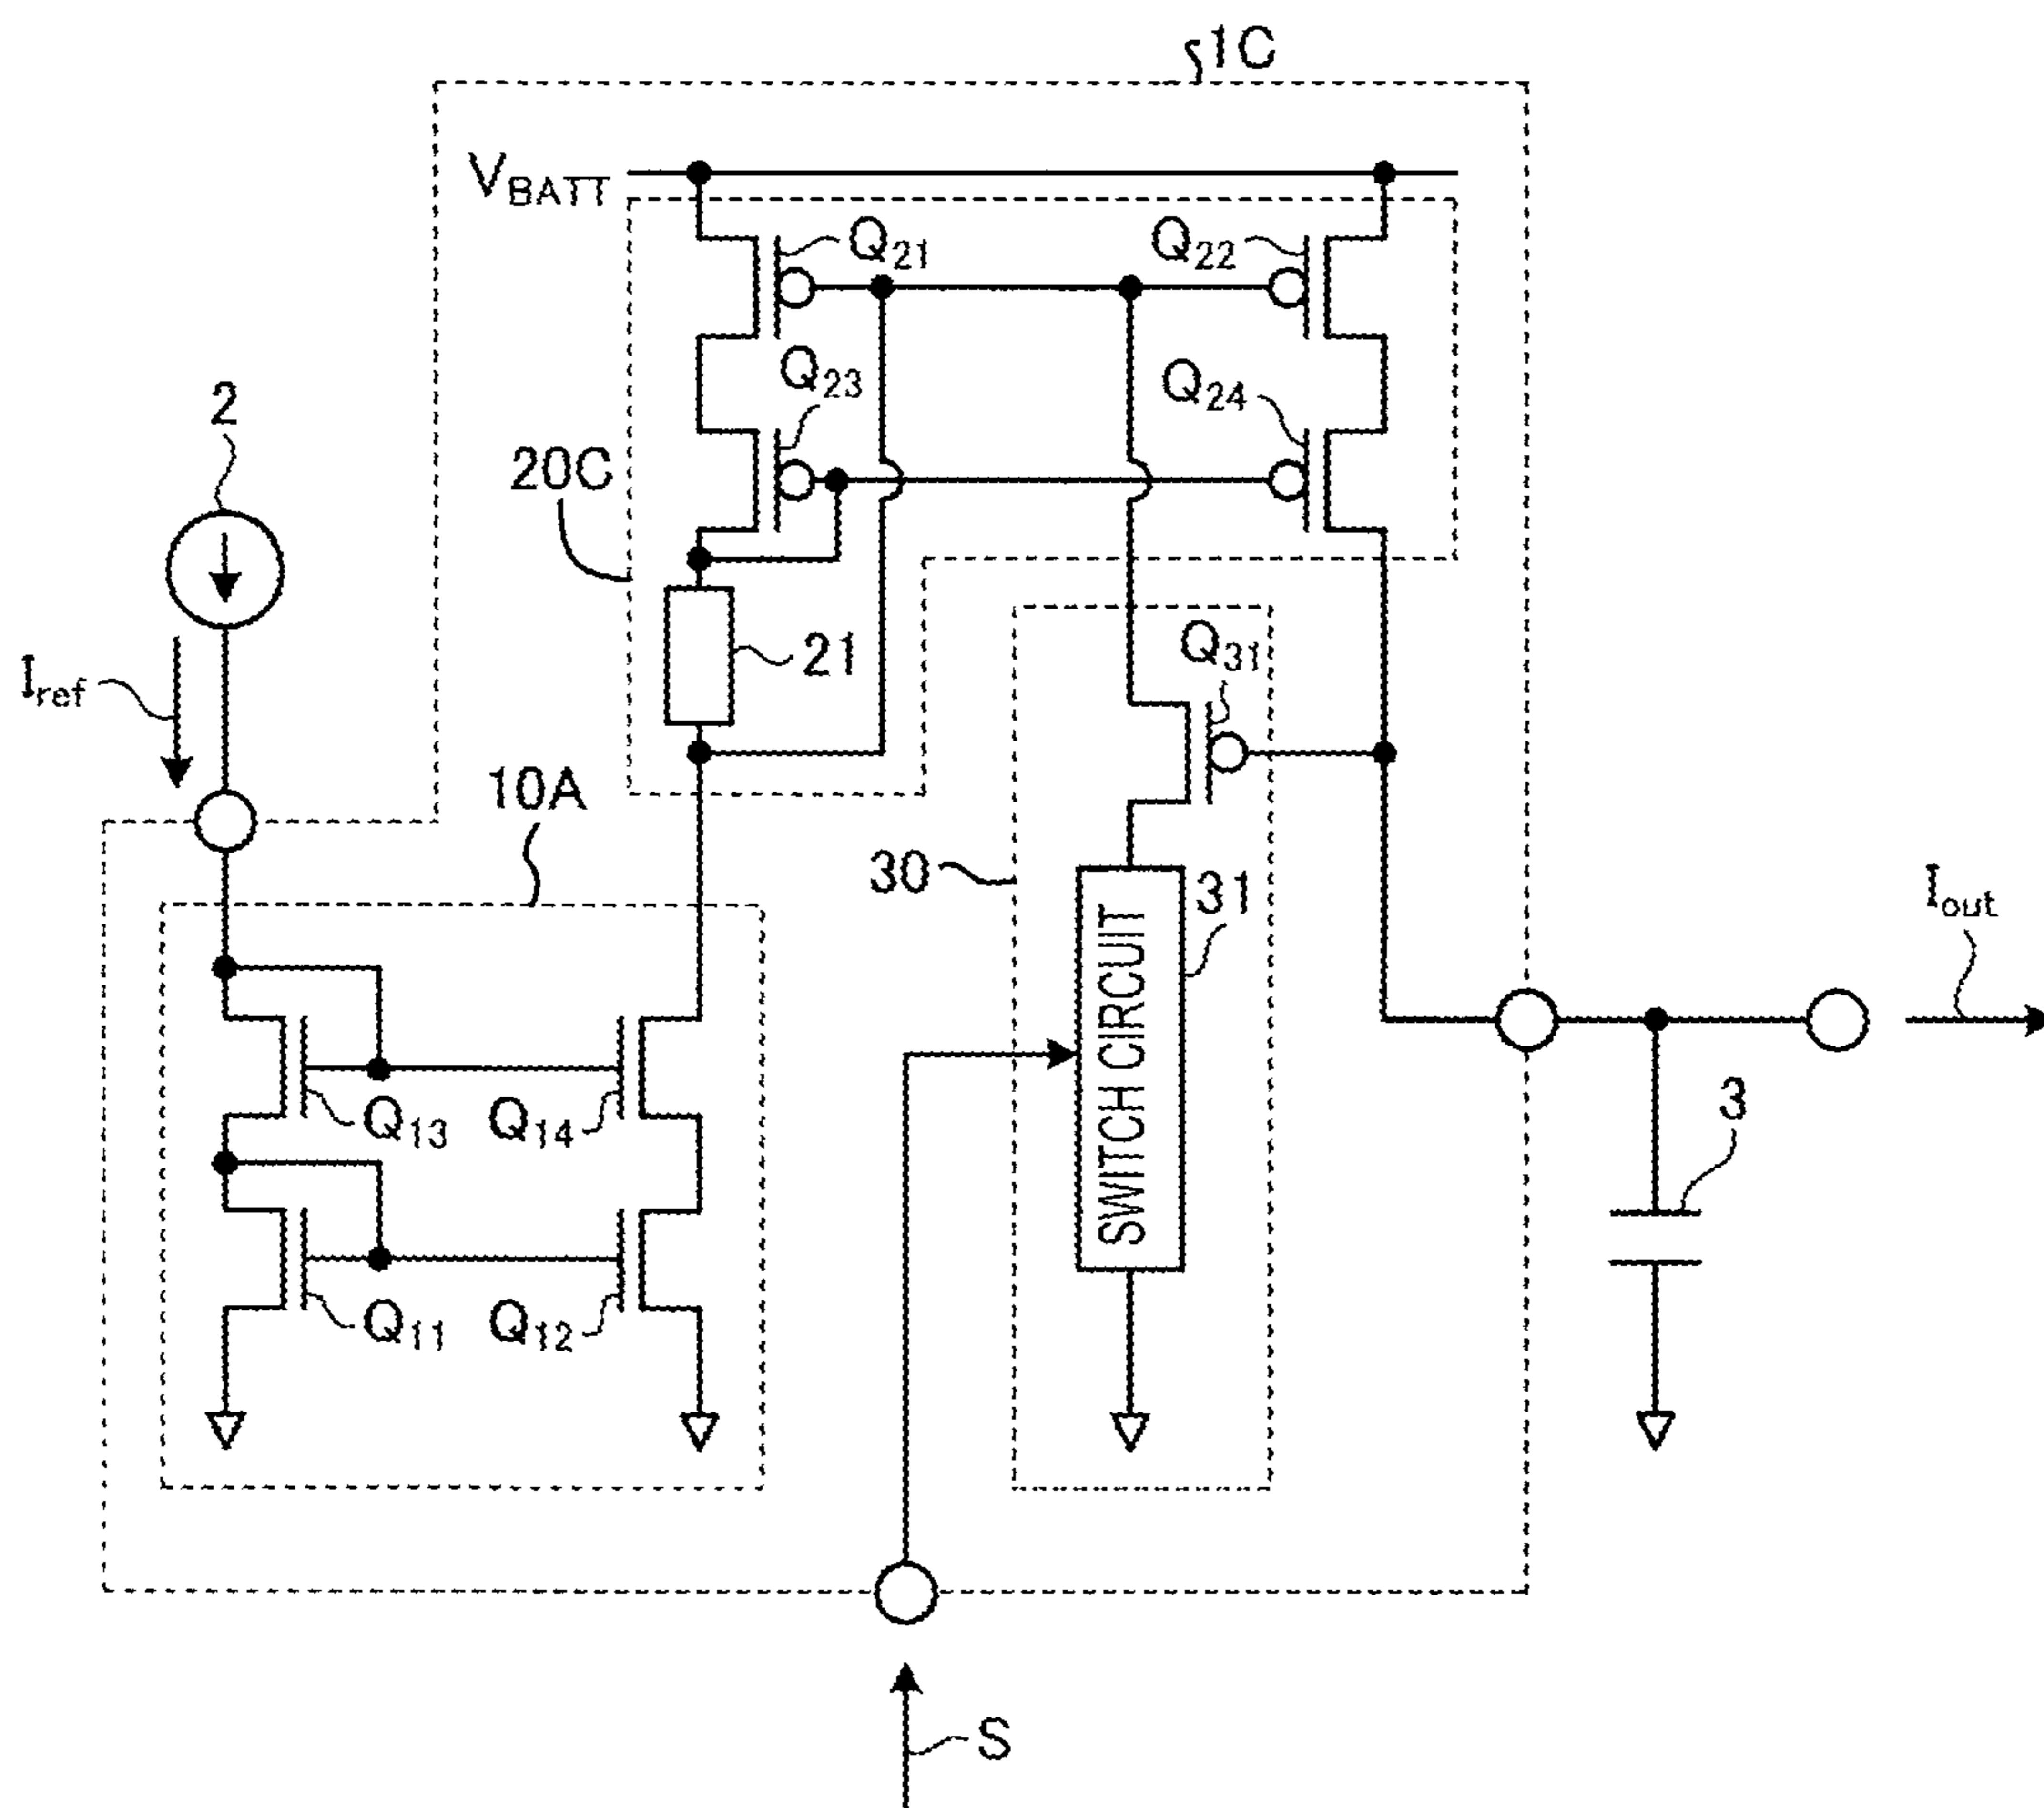 1C
V_BATT
Q21
Q22
Q23
Q24
2
20C
Iref
21
Q31
10A
30
31
Iout
SWITCH CIRCUIT
Q13
Q14
3
Q11
Q12
S